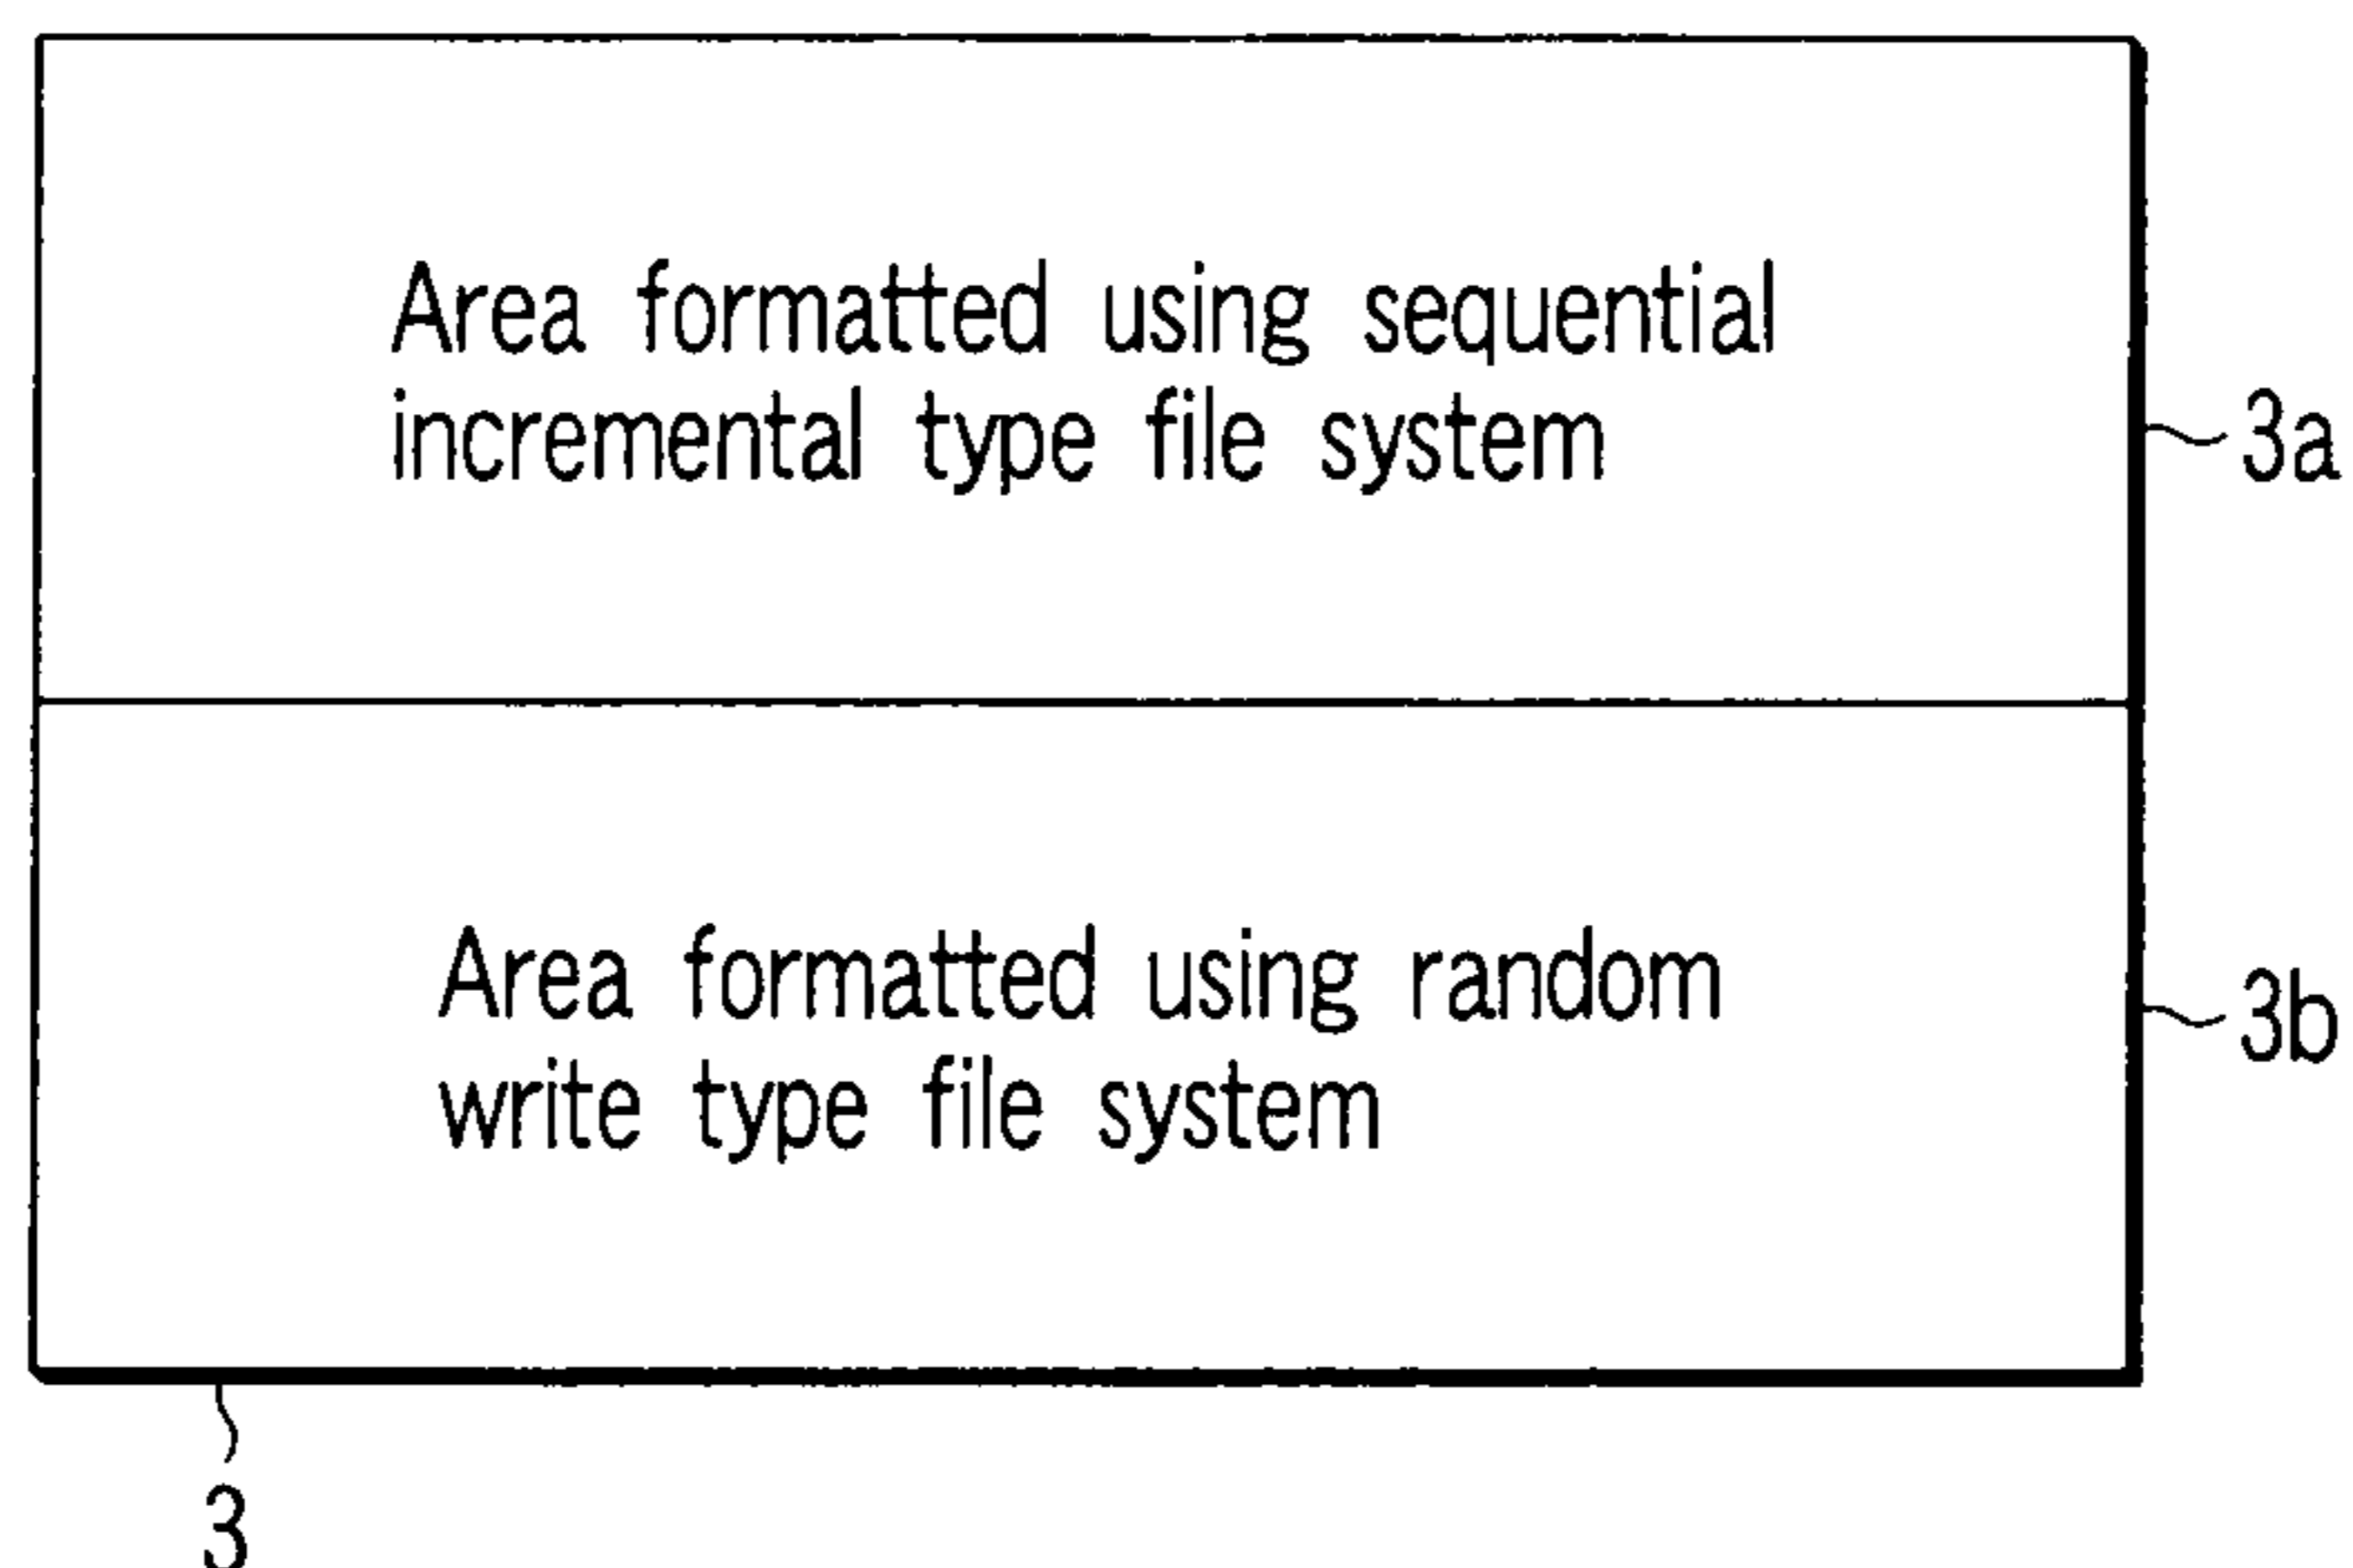 Area formatted using sequential
incremental type file system
3a
Area formatted using random
write type file system
3b
3